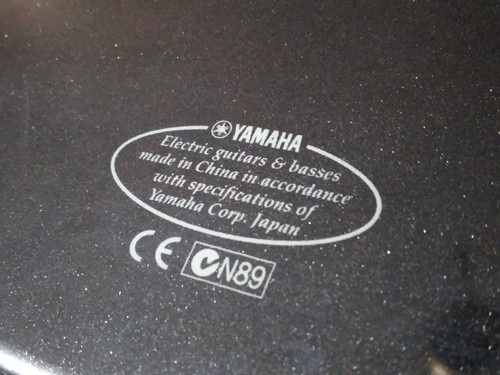 YAMAHA
Electric guitars & basses
made in China in accordance
with specifications of
Yamaha Corp. Japan
CE
N89